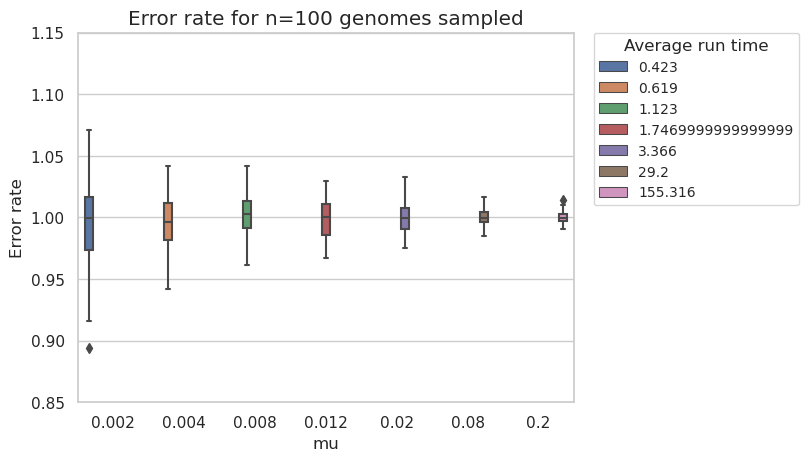 Error rate for n=100 genomes sampled
1.15
1.10
1.05
1.00
0.95
0.90
0.85
Error rate
0.002 0.004 0.008 0.012 0.02 0.08 0.2
mu
Average run time
0.423
0.619
1.123
1.7469999999999999
3.366
29.2
155.316